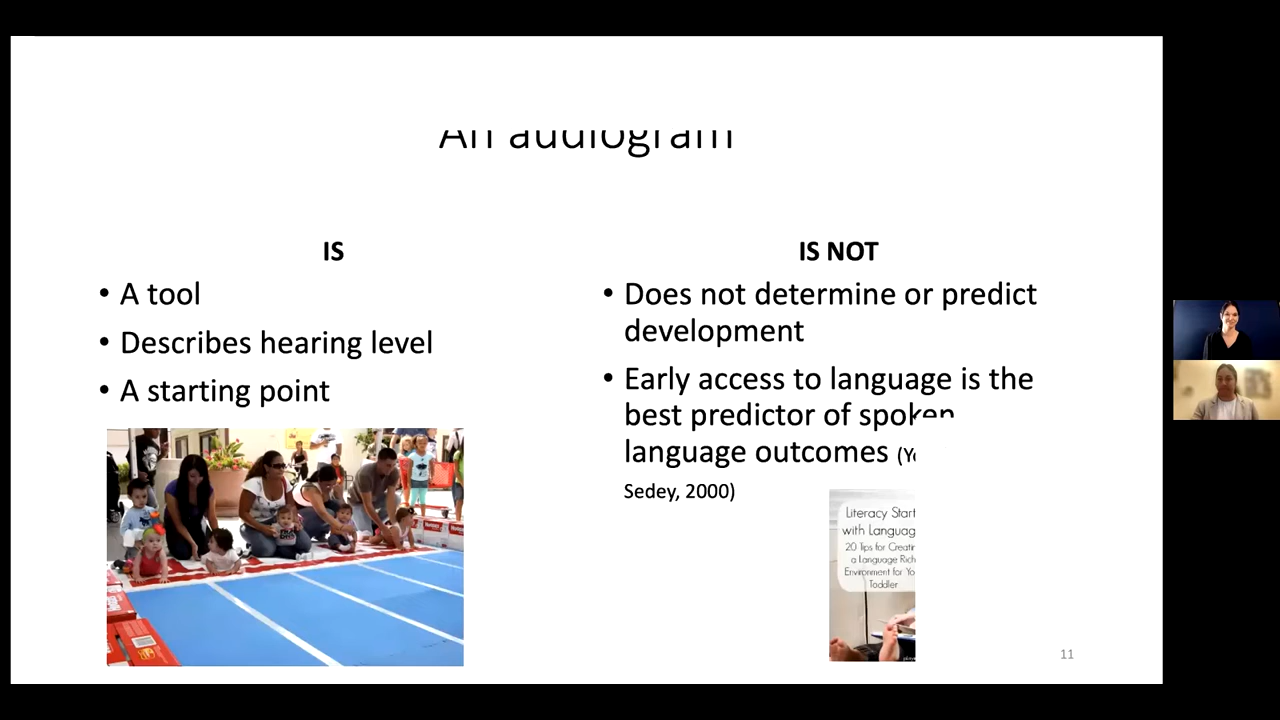 An audiogram
IS
• A tool
• Describes hearing level
• A starting point
IS NOT
• Does not determine or predict
development
• Early access to language is the
best predictor of spoken
language outcomes
Sedey, 2000)
Literacy Start
with Languag
20 Tips for Creatin
a Language Rich
Environment for Yo
Toddler
11